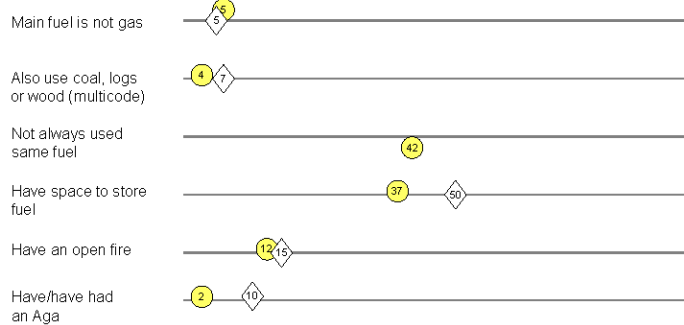 Main fuel is not gas
5
5
Also use coal, logs
or wood (multicode)
4
7
Not always used
same fuel
42
Have space to store
fuel
37
50
Have an open fire
12
15
Have/have had
an Aga
2
10